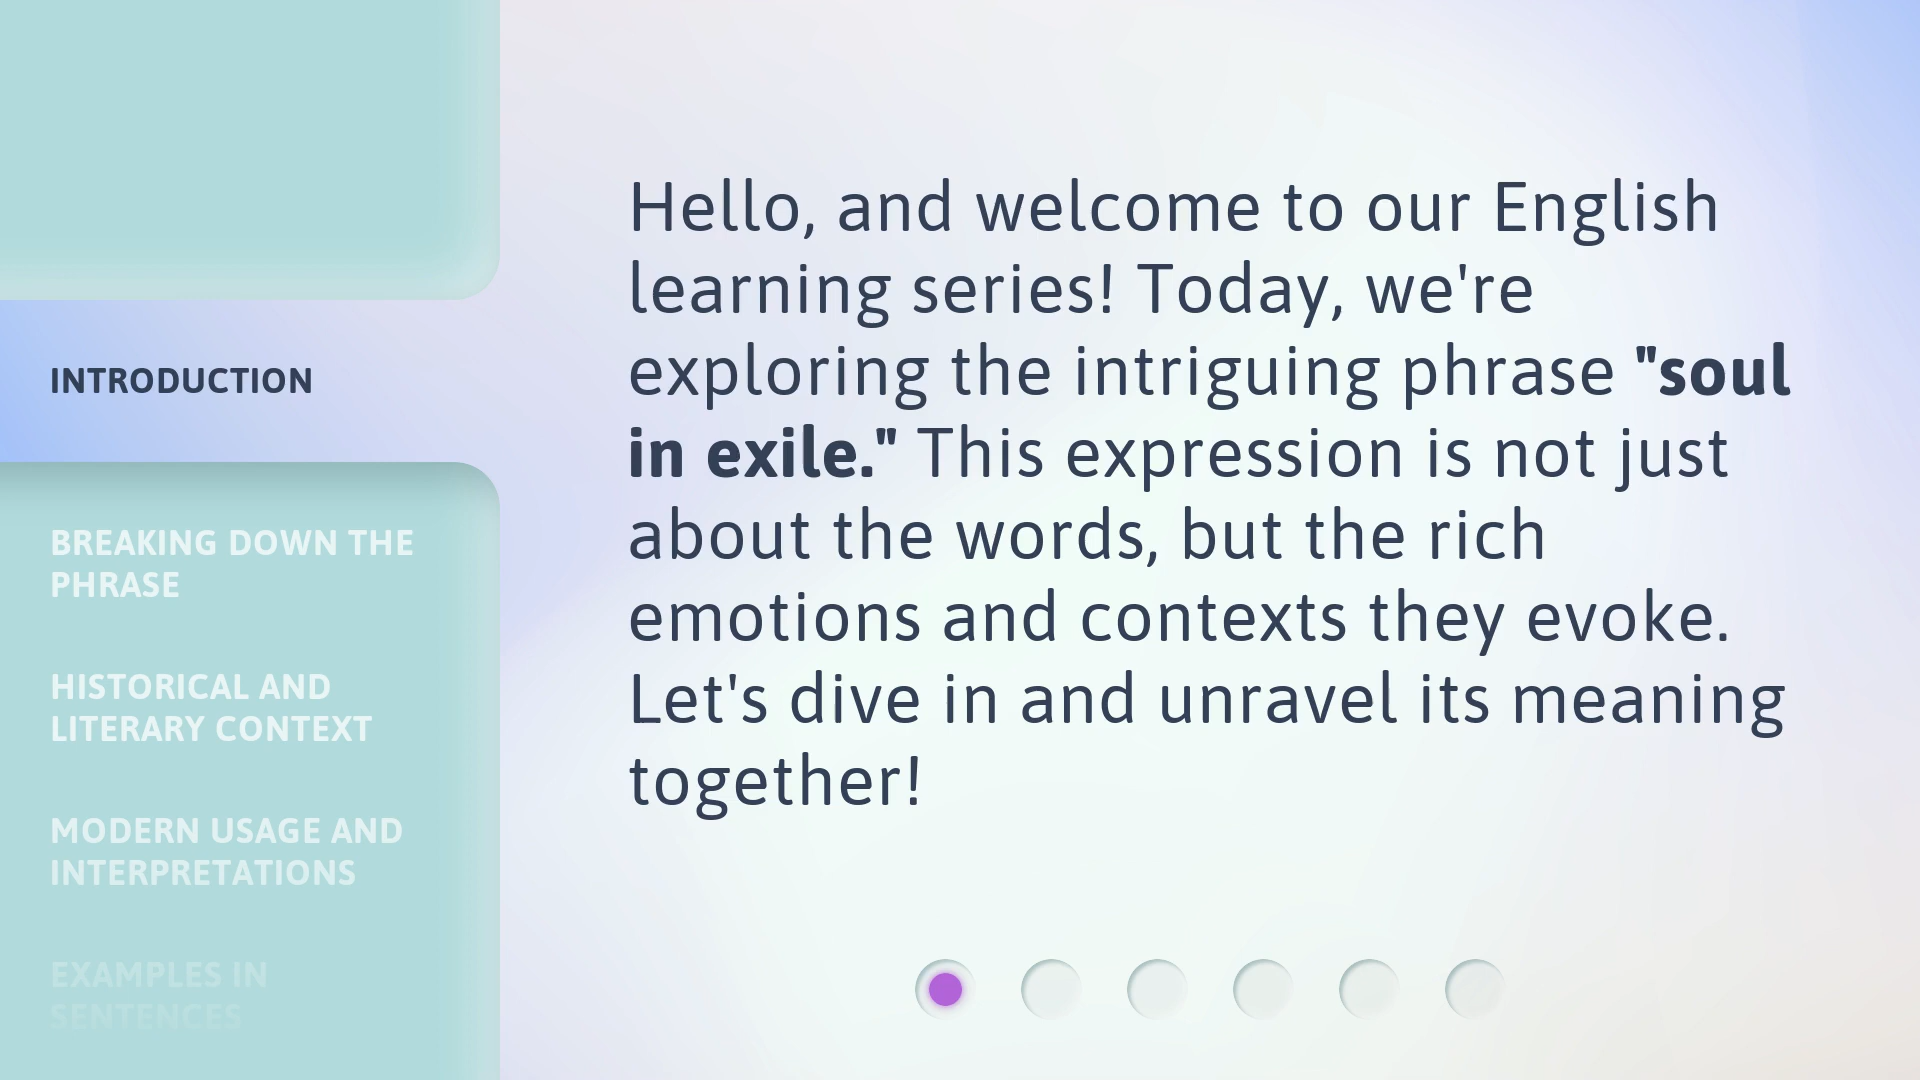 INTRODUCTION
BREAKING DOWN THE
PHRASE
HISTORICAL AND
LITERARY CONTEXT
MODERN USAGE AND
INTERPRETATIONS
EXAMPLES IN
SENTENCES
Hello, and welcome to our English
learning series! Today, we're
exploring the intriguing phrase "soul
in exile." This expression is not just
about the words, but the rich
emotions and contexts they evoke.
Let's dive in and unravel its meaning
together!